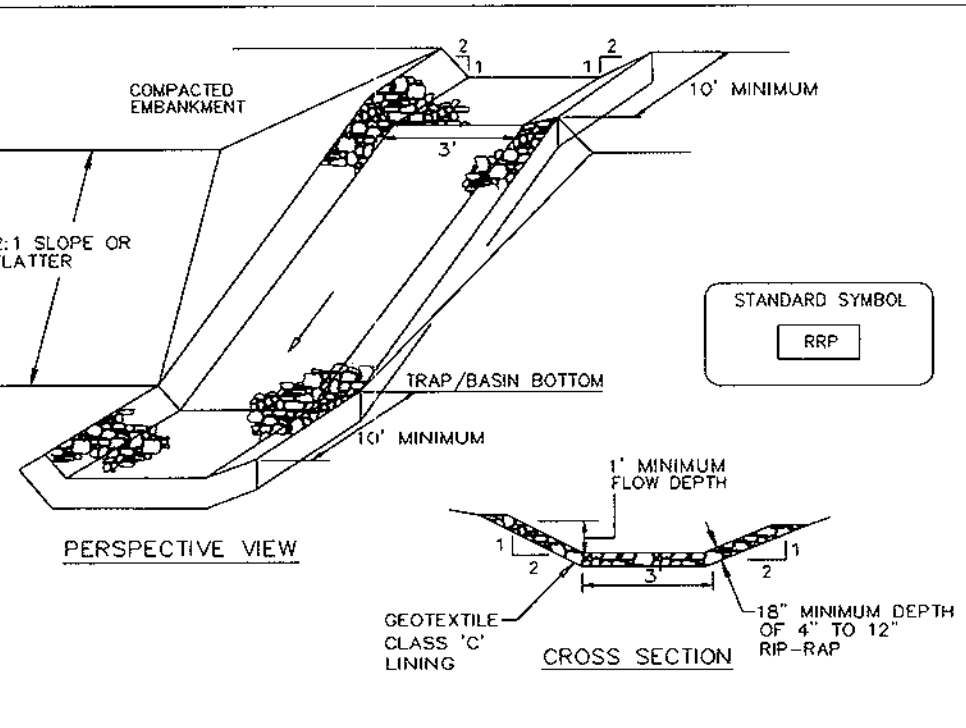 2
1
2
1
COMPACTED
EMBANKMENT
10' MINIMUM
3'
2:1 SLOPE OR
FLATTER
STANDARD SYMBOL
RRP
TRAP/BASIN BOTTOM
10' MINIMUM
1' MINIMUM
FLOW DEPTH
PERSPECTIVE VIEW
1
2
3'
1
2
GEOTEXTILE
CLASS 'C'
LINING
18" MINIMUM DEPTH
OF 4" TO 12"
RIP-RAP
CROSS SECTION